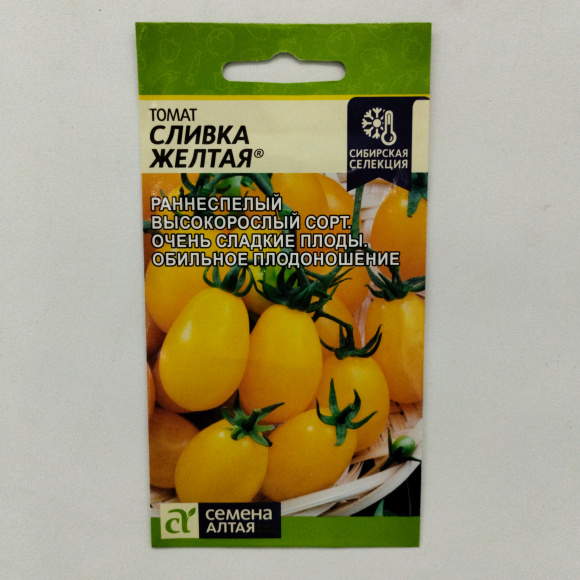 ТОМАТ
СЛИВКА
ЖЕЛТАЯ®
СИБИРСКАЯ
СЕЛЕКЦИЯ
РАННЕСПЕЛЫЙ
ВЫСОКОРОСЛЫЙ СОРТ.
ОЧЕНЬ СЛАДКИЕ ПЛОДЫ.
ОБИЛЬНОЕ ПЛОДОНОШЕНИЕ
семена
АЛТАЯ